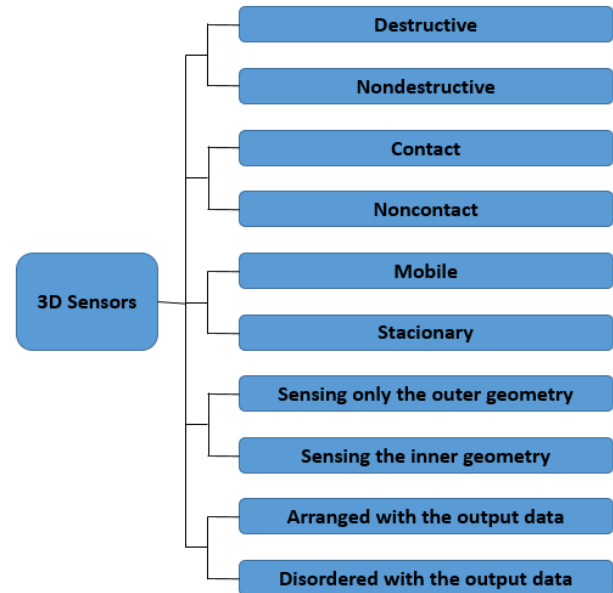 Destructive
Nondestructive
Contact
Noncontact
3D Sensors
Mobile
Stacionary
Sensing only the outer geometry
Sensing the inner geometry
Arranged with the output data
Disordered with the output data